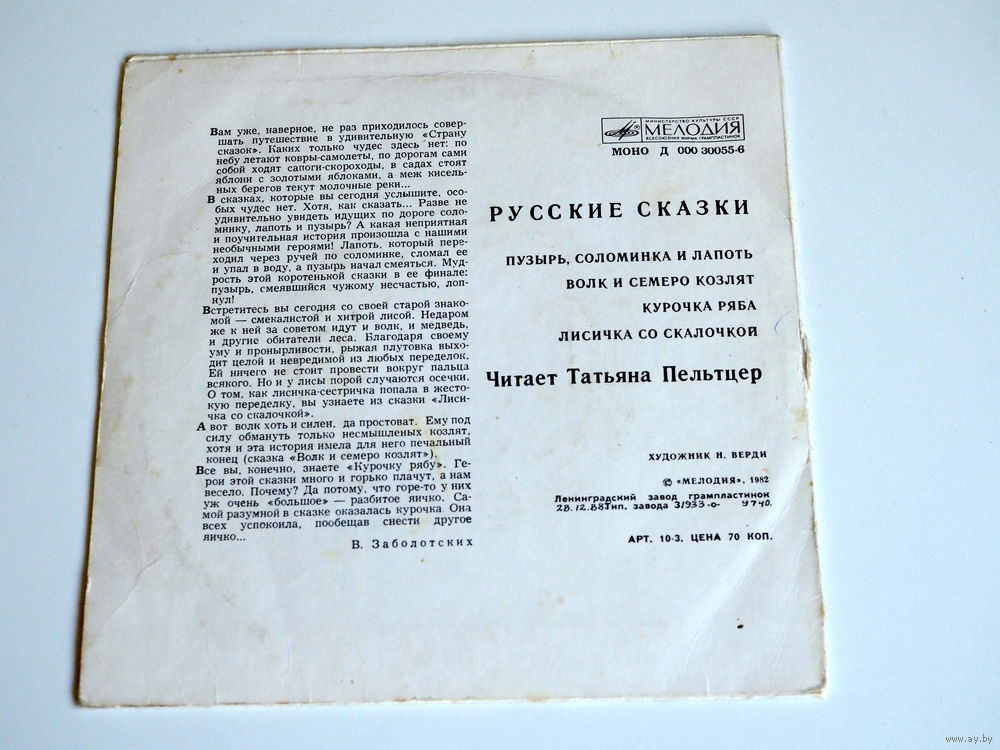 Вам уже, наверное, не раз приходилось совер-
шать путешествие в удивительную «Страну
сказок». Каких только чудес здесь нет: по
небу летают ковры-самолеты, по дорогам сами
собой ходят сапоги-скороходы, в садах стоят
яблони с золотыми яблоками, а меж кисель-
ных берегов текут молочные реки...
В сказках, которые вы сегодня услышите, осо-
бых чудес нет. Хотя, как сказать... Разве не
удивительно увидеть идущих по дороге соло-
минку, лапоть и пузырь? А какая неприятная
и поучительная история произошла с нашими
необычными героями! Лапоть, который пере-
ходил через ручей по соломинке, сломал ее
и упал в воду, а пузырь начал смеяться. Муд-
рость этой коротенькой сказки в ее финале:
пузырь, смеявшийся чужому несчастью, лоп-
нул!
Встретитесь вы сегодня со своей старой знако-
мой — смекалистой и хитрой лисой. Недаром
же к ней за советом идут и волк, и медведь,
и другие обитатели леса. Благодаря своему
уму и пронырливости, рыжая плутовка выхо-
дит целой и невредимой из любых переделок.
Ей ничего не стоит провести вокруг пальца
всякого. Но и у лисы порой случаются осечки.
О том, как лисичка-сестричка попала в жесто-
кую переделку, вы узнаете из сказки «Лиси-
чка со скалочкой».
А вот волк хоть и силен, да простоват. Ему под
силу обмануть только несмышленых козлят,
хотя и эта история имела для него печальный
конец (сказка «Волк и семеро козлят»).
Все вы, конечно, знаете «Курочку рябу». Ге-
рои этой сказки много и горько плачут, а нам
весело. Почему? Да потому, что горе-то у них
уж очень «большое» — разбитое яичко. Са-
мой разумной в сказке оказалась курочка. Она
всех успокоила, пообещав снести другое
яичко...
В. Заболотских
МИНИСТЕРСТВО КУЛЬТУРЫ СССР
МЕЛОДИЯ
ВСЕСОЮЗНАЯ ФИРМА ГРАМПЛАСТИНОК
МОНО Д 000 30055-6
РУССКИЕ СКАЗКИ
ПУЗЫРЬ, СОЛОМИНКА И ЛАПОТЬ
ВОЛК И СЕМЕРО КОЗЛЯТ
КУРОЧКА РЯБА
ЛИСИЧКА СО СКАЛОЧКОЙ
Читает Татьяна Пельтцер
ХУДОЖНИК Н. ВЕРДИ
© «МЕЛОДИЯ», 1982
Ленинградский завод грампластинок
28.12.88 Тип. завода З/933-0- 9740.
АРТ. 10-3. ЦЕНА 70 КОП.
www.ay.by